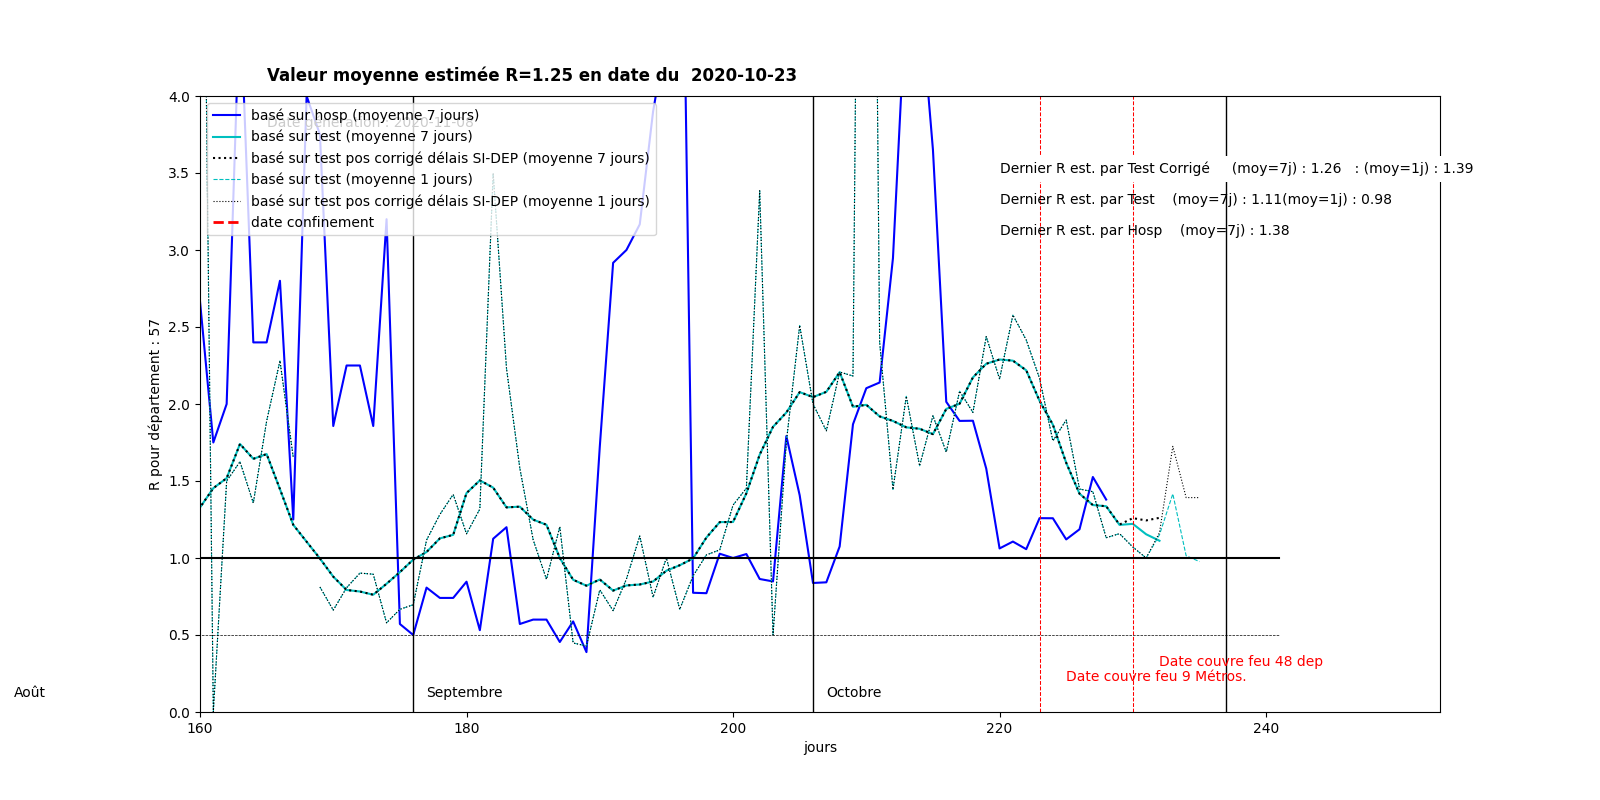 Valeur moyenne estimée R=1.25 en date du  2020-10-23
Date génération : 2020-11-08
basé sur hosp (moyenne 7 jours)
basé sur test (moyenne 7 jours)
basé sur test pos corrigé délais SI-DEP (moyenne 7 jours)
basé sur test (moyenne 1 jours)
basé sur test pos corrigé délais SI-DEP (moyenne 1 jours)
date confinement
Dernier R est. par Test Corrigé     (moy=7j) : 1.26   : (moy=1j) : 1.39
Dernier R est. par Test    (moy=7j) : 1.11(moy=1j) : 0.98
Dernier R est. par Hosp    (moy=7j) : 1.38
R pour département : 57
4.0
3.5
3.0
2.5
2.0
1.5
1.0
0.5
0.0
Date couvre feu 48 dep
Date couvre feu 9 Métros.
Août
Septembre
Octobre
160
180
200
220
240
jours